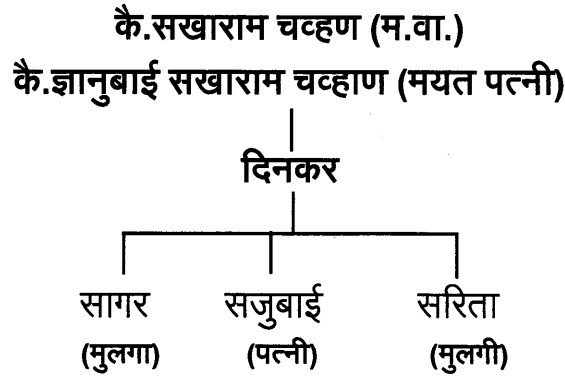 कै.सखाराम चव्हण (म.वा.)
कै.ज्ञानुबाई सखाराम चव्हाण (मयत पत्नी)
दिनकर
सागर सजुबाई सरिता
(मुलगा) (पत्नी) (मुलगी)